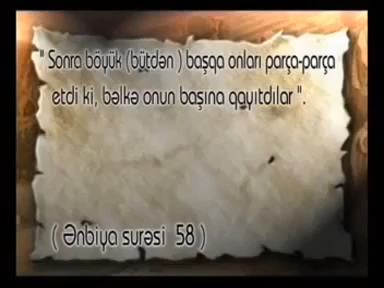 " Sonra böyük (bütdən ) başqa onları parça-parça
etdi ki, bəlkə onun başına qayıtdılar ".
( Ənbiya surəsi 58 )